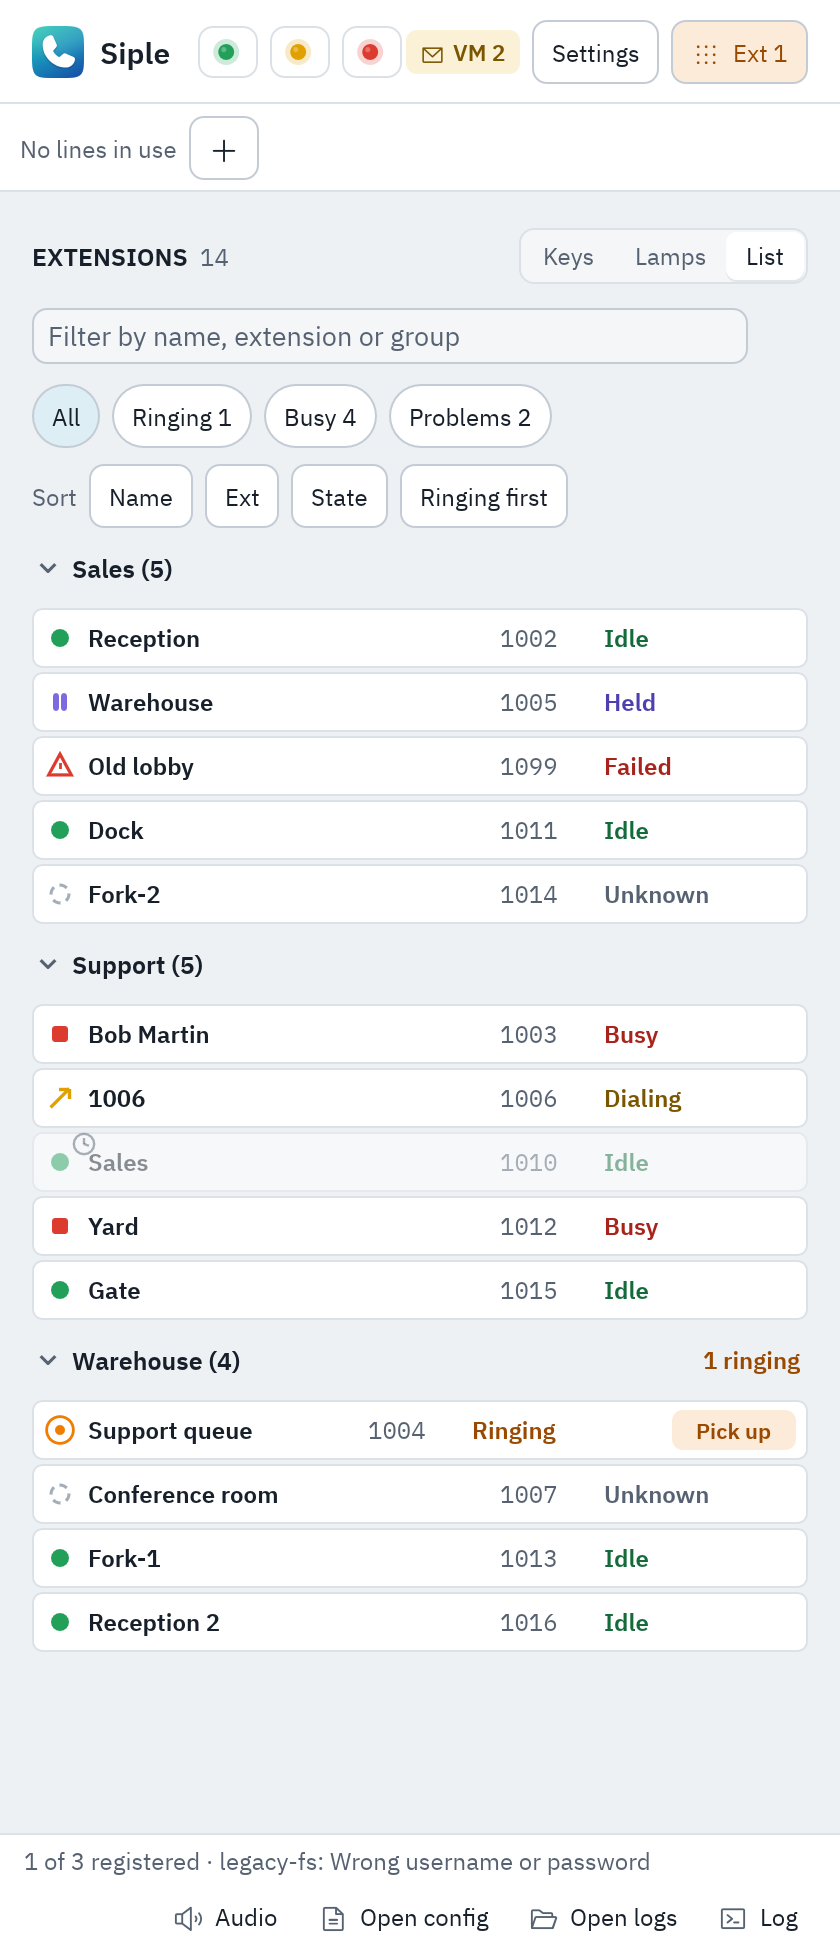 Siple VM 2 Settings Ext 1
No lines in use
EXTENSIONS 14 Keys Lamps List
Filter by name, extension or group
All Ringing 1 Busy 4 Problems 2
Sort Name Ext State Ringing first
Sales (5)
Reception 1002 Idle
Warehouse 1005 Held
Old lobby 1099 Failed
Dock 1011 Idle
Fork-2 1014 Unknown
Support (5)
Bob Martin 1003 Busy
1006 1006 Dialing
Sales 1010 Idle
Yard 1012 Busy
Gate 1015 Idle
Warehouse (4) 1 ringing
Support queue 1004 Ringing Pick up
Conference room 1007 Unknown
Fork-1 1013 Idle
Reception 2 1016 Idle
1 of 3 registered · legacy-fs: Wrong username or password
Audio Open config Open logs Log